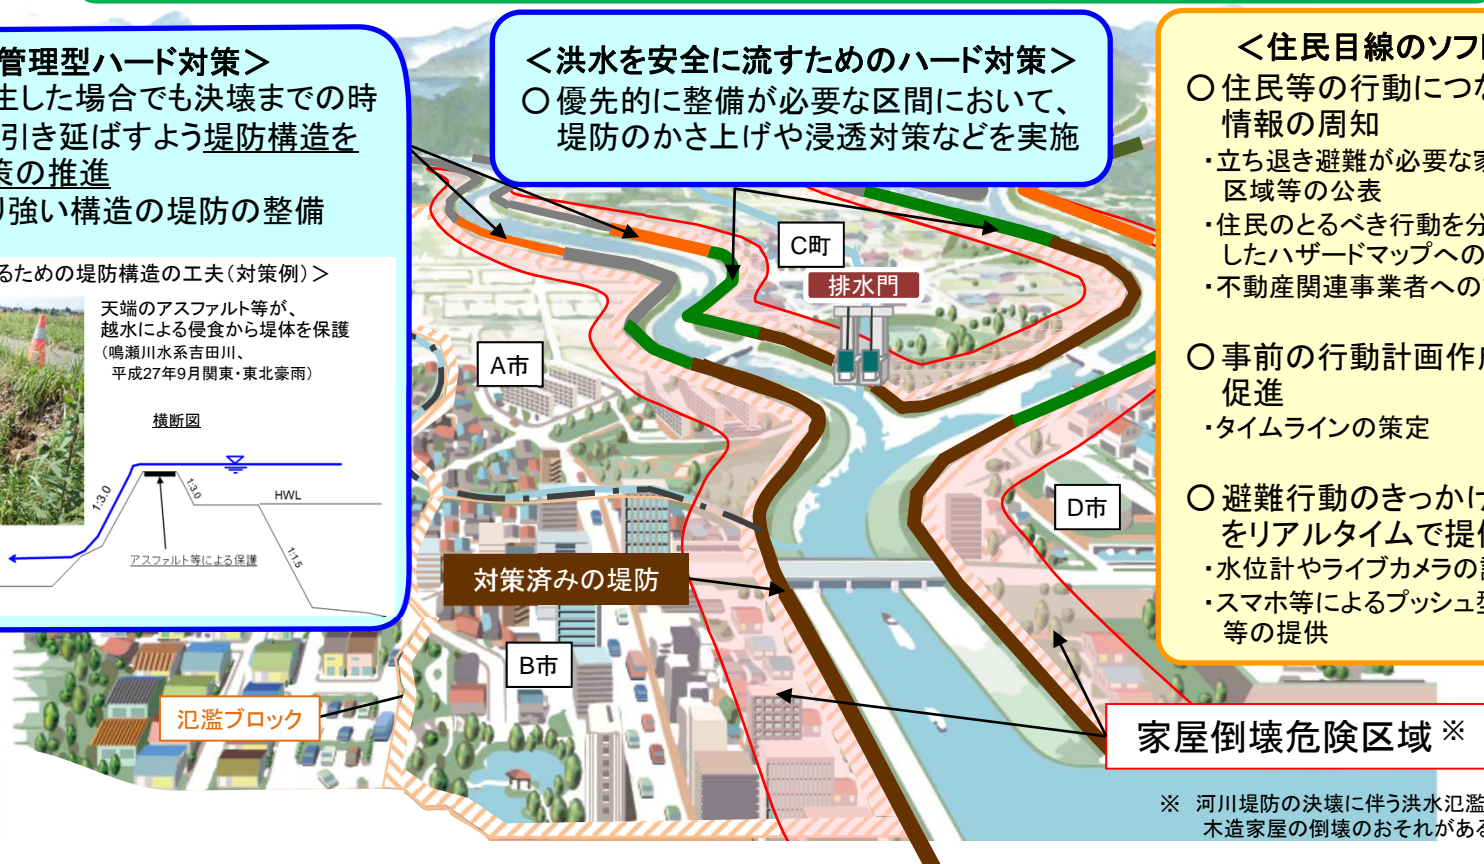 管理型ハード対策＞
生した場合でも決壊までの時
引き延ばすよう堤防構造を
策の推進
り強い構造の堤防の整備
るための堤防構造の工夫（対策例）＞
天端のアスファルト等が、
越水による侵食から堤体を保護
（鳴瀬川水系吉田川、
平成27年9月関東・東北豪雨）
横断図
1:3.0
1:3.0
HWL
1:1.5
アスファルト等による保護
＜洪水を安全に流すためのハード対策＞
○優先的に整備が必要な区間において、
堤防のかさ上げや浸透対策などを実施
＜住民目線のソフ
○住民等の行動につな
情報の周知
・立ち退き避難が必要な家
区域等の公表
・住民のとるべき行動を分
したハザードマップへの
・不動産関連事業者への
○事前の行動計画作成
促進
・タイムラインの策定
○避難行動のきっかけ
をリアルタイムで提供
・水位計やライブカメラの設
・スマホ等によるプッシュ型
等の提供
C町
排水門
A市
D市
対策済みの堤防
B市
氾濫ブロック
家屋倒壊危険区域※
※ 河川堤防の決壊に伴う洪水氾濫
木造家屋の倒壊のおそれがある